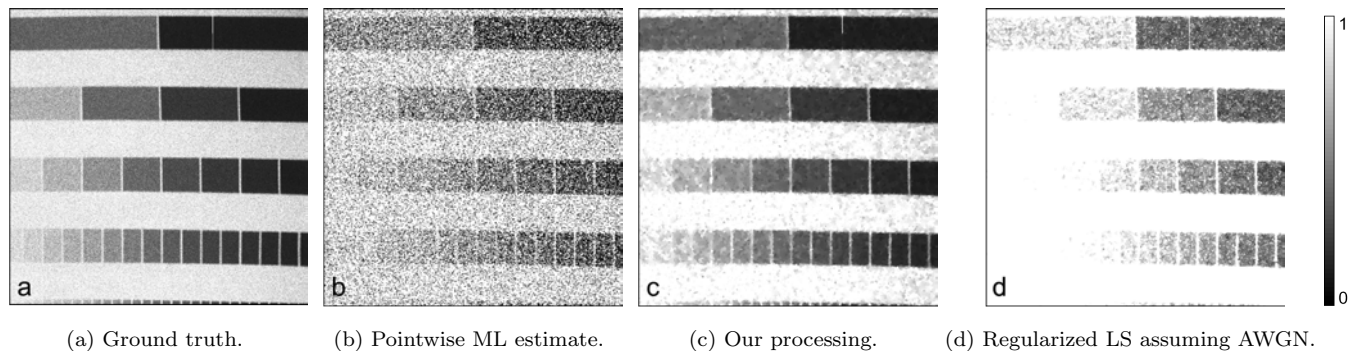 1
a
b
c
d
0
(a) Ground truth.
(b) Pointwise ML estimate.
(c) Our processing.
(d) Regularized LS assuming AWGN.